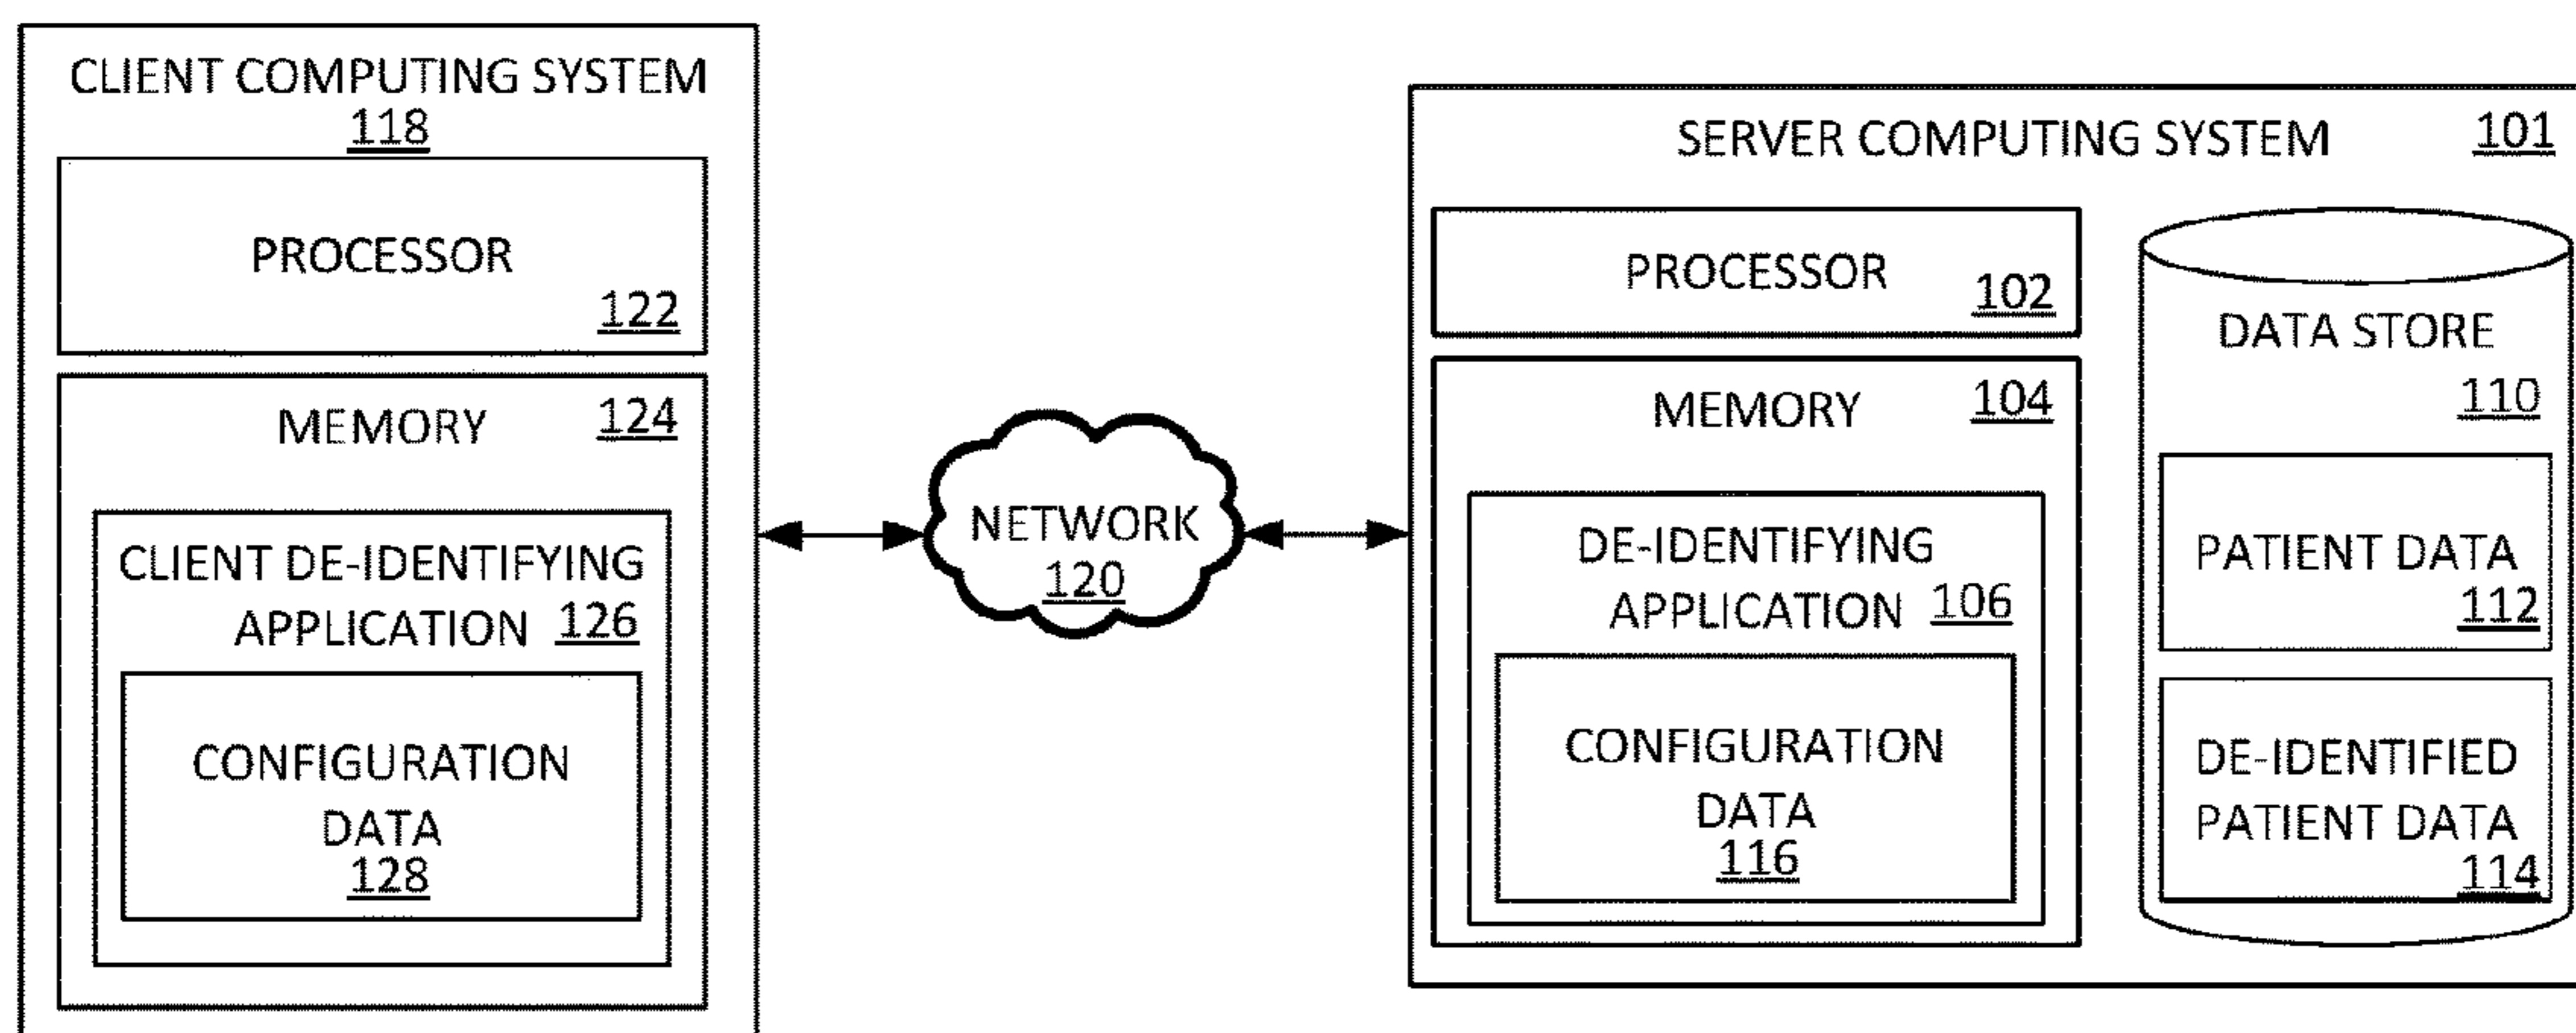 CLIENT COMPUTING SYSTEM
118
PROCESSOR
122
MEMORY 124
CLIENT DE-IDENTIFYING
APPLICATION 126
CONFIGURATION
DATA
128
NETWORK
120
SERVER COMPUTING SYSTEM 101
PROCESSOR
102
MEMORY 104
DE-IDENTIFYING
APPLICATION 106
CONFIGURATION
DATA
116
DATA STORE
110
PATIENT DATA
112
DE-IDENTIFIED
PATIENT DATA
114